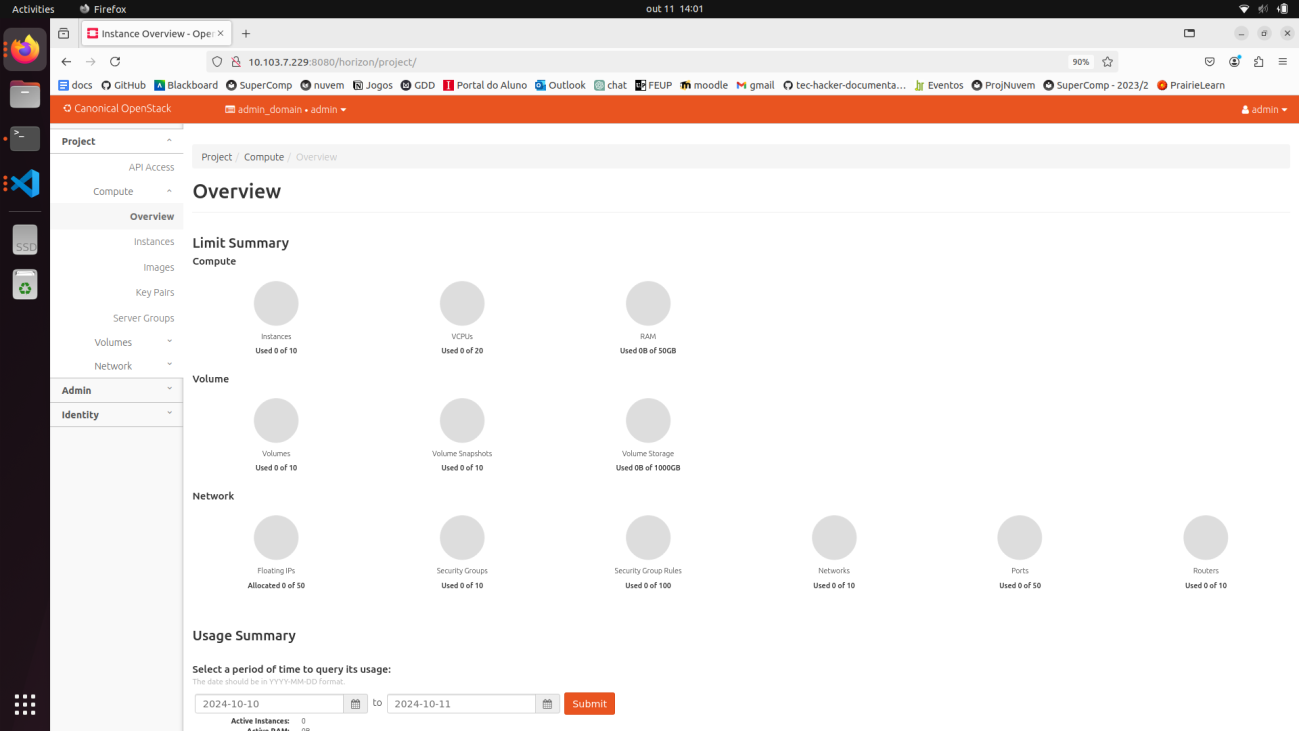 Activities
Firefox
out 11 14:01
Instance Overview - Oper
10.103.7.229:8080/horizon/project/
90%
docs
GitHub
Blackboard
SuperComp
nuvem
Jogos
GDD
Portal do Aluno
Outlook
chat
FEUP
moodle
gmail
tec-hacker-documenta…
Eventos
ProjNuvem
SuperComp - 2023/2
PrairieLearn
Canonical OpenStack
admin_domain • admin
admin
Project
API Access
Compute
Overview
Instances
Images
Key Pairs
Server Groups
Volumes
Network
Admin
Identity
SSD
Project / Compute / Overview
Overview
Limit Summary
Compute
Instances
Used 0 of 10
VCPUs
Used 0 of 20
RAM
Used 0B of 50GB
Volume
Volumes
Used 0 of 10
Volume Snapshots
Used 0 of 10
Volume Storage
Used 0B of 1000GB
Network
Floating IPs
Allocated 0 of 50
Security Groups
Used 0 of 10
Security Group Rules
Used 0 of 100
Networks
Used 0 of 10
Ports
Used 0 of 50
Routers
Used 0 of 10
Usage Summary
Select a period of time to query its usage:
The date should be in YYYY-MM-DD format.
2024-10-10 to 2024-10-11 Submit
Active Instances: 0
Active RAM: 0B